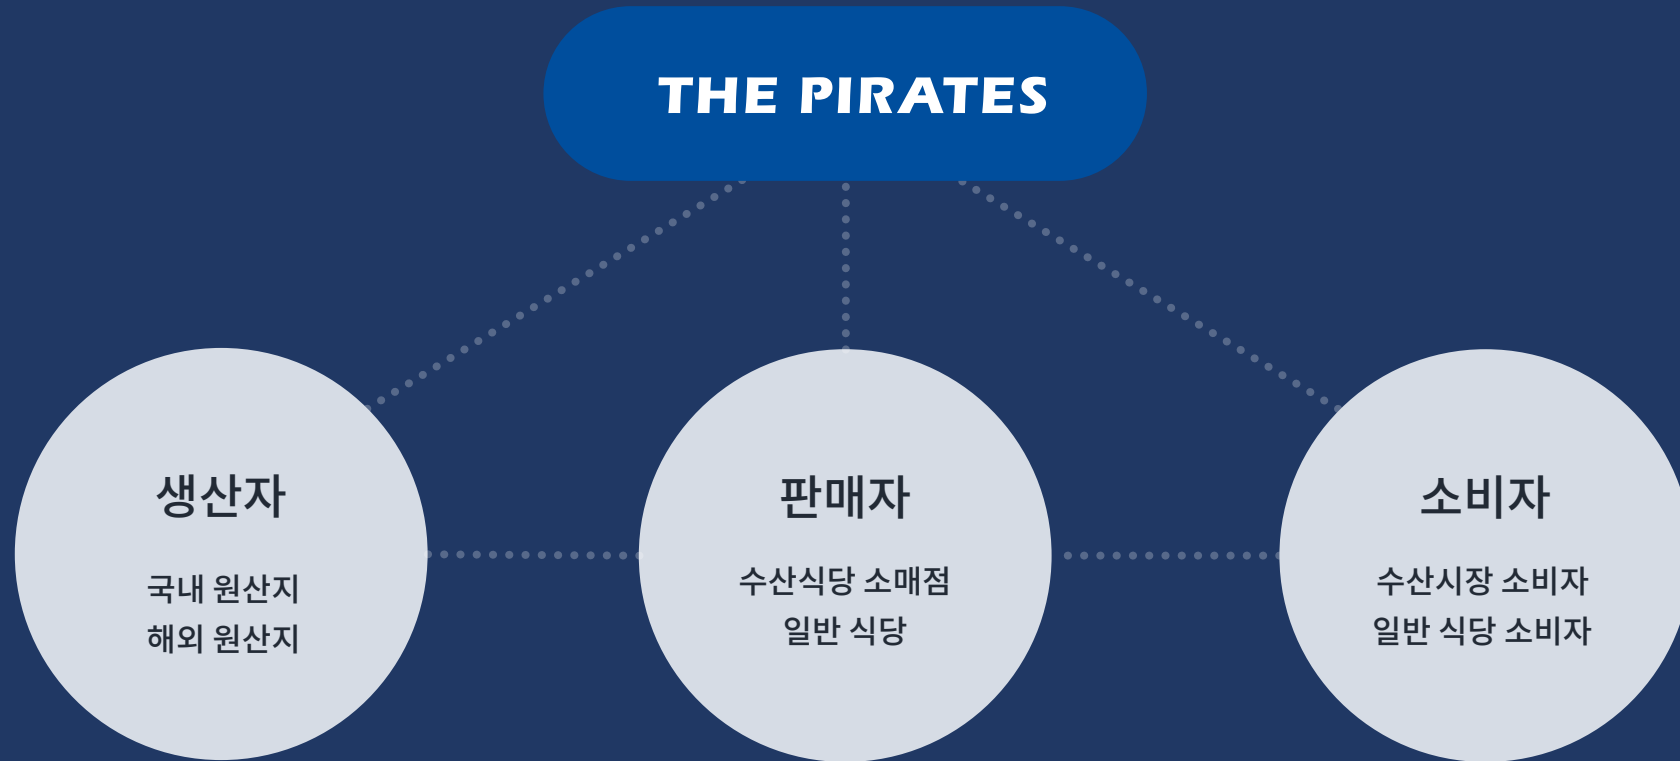 THE PIRATES
생산자
국내 원산지
해외 원산지
판매자
수산식당 소매점
일반 식당
소비자
수산시장 소비자
일반 식당 소비자